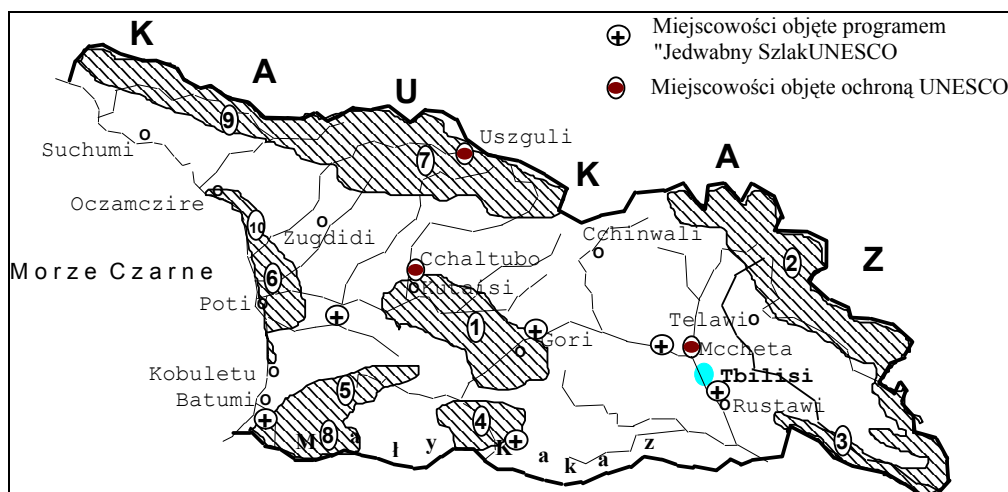 K
A
U
K
A
Z
Miejscowości objęte programem
"Jedwabny SzlakUNESCO
Miejscowości objęte ochroną UNESCO
9
Suchumi
7
Uszguli
Oczamczire
10
Zugdidi
Cchinwali
2
Morze Czarne
Cchaltubo
6
Kutaisi
Poti
1
Telawi
Gori
Mccheta
Kobuletu
Tbilisi
5
Batumi
Rustawi
4
8
3
M a ł y K a k a z